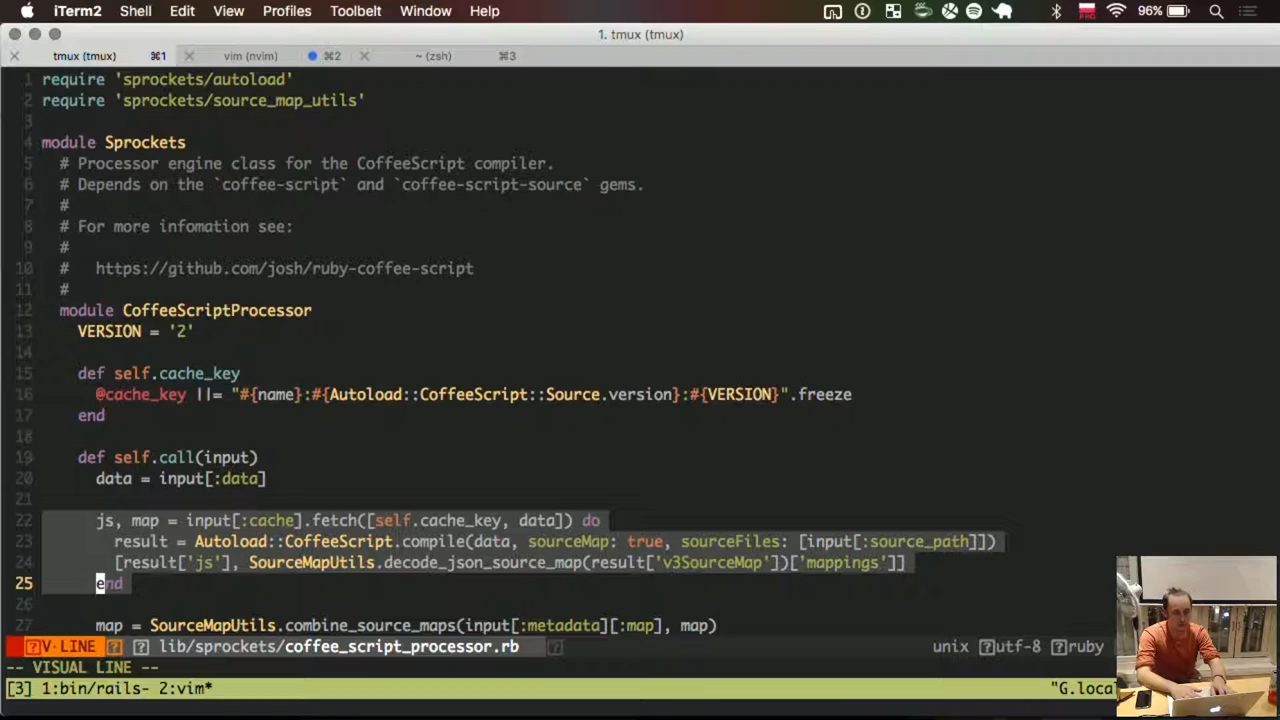 iTerm2 Shell Edit View Profiles Toolbelt Window Help
PRO 96%
1. tmux (tmux)
tmux (tmux) ⌘1 vim (nvim) ⌘2 ~ (zsh) ⌘3
1 require 'sprockets/autoload'
2 require 'sprockets/source_map_utils'
3
4 module Sprockets
5 # Processor engine class for the CoffeeScript compiler.
6 # Depends on the `coffee-script` and `coffee-script-source` gems.
7 #
8 # For more infomation see:
9 #
10 # https://github.com/josh/ruby-coffee-script
11 #
12 module CoffeeScriptProcessor
13 VERSION = '2'
14
15 def self.cache_key
16 @cache_key ||= "#{name}:#{Autoload::CoffeeScript::Source.version}:#{VERSION}".freeze
17 end
18
19 def self.call(input)
20 data = input[:data]
21
22 js, map = input[:cache].fetch([self.cache_key, data]) do
23 result = Autoload::CoffeeScript.compile(data, sourceMap: true, sourceFiles: [input[:source_path]])
24 [result['js'], SourceMapUtils.decode_json_source_map(result['v3SourceMap'])['mappings']]
25 end
26
27 map = SourceMapUtils.combine_source_maps(input[:metadata][:map], map)
V·LINE lib/sprockets/coffee_script_processor.rb unix utf-8 ruby
-- VISUAL LINE --
[3] 1:bin/rails- 2:vim* "G.loca